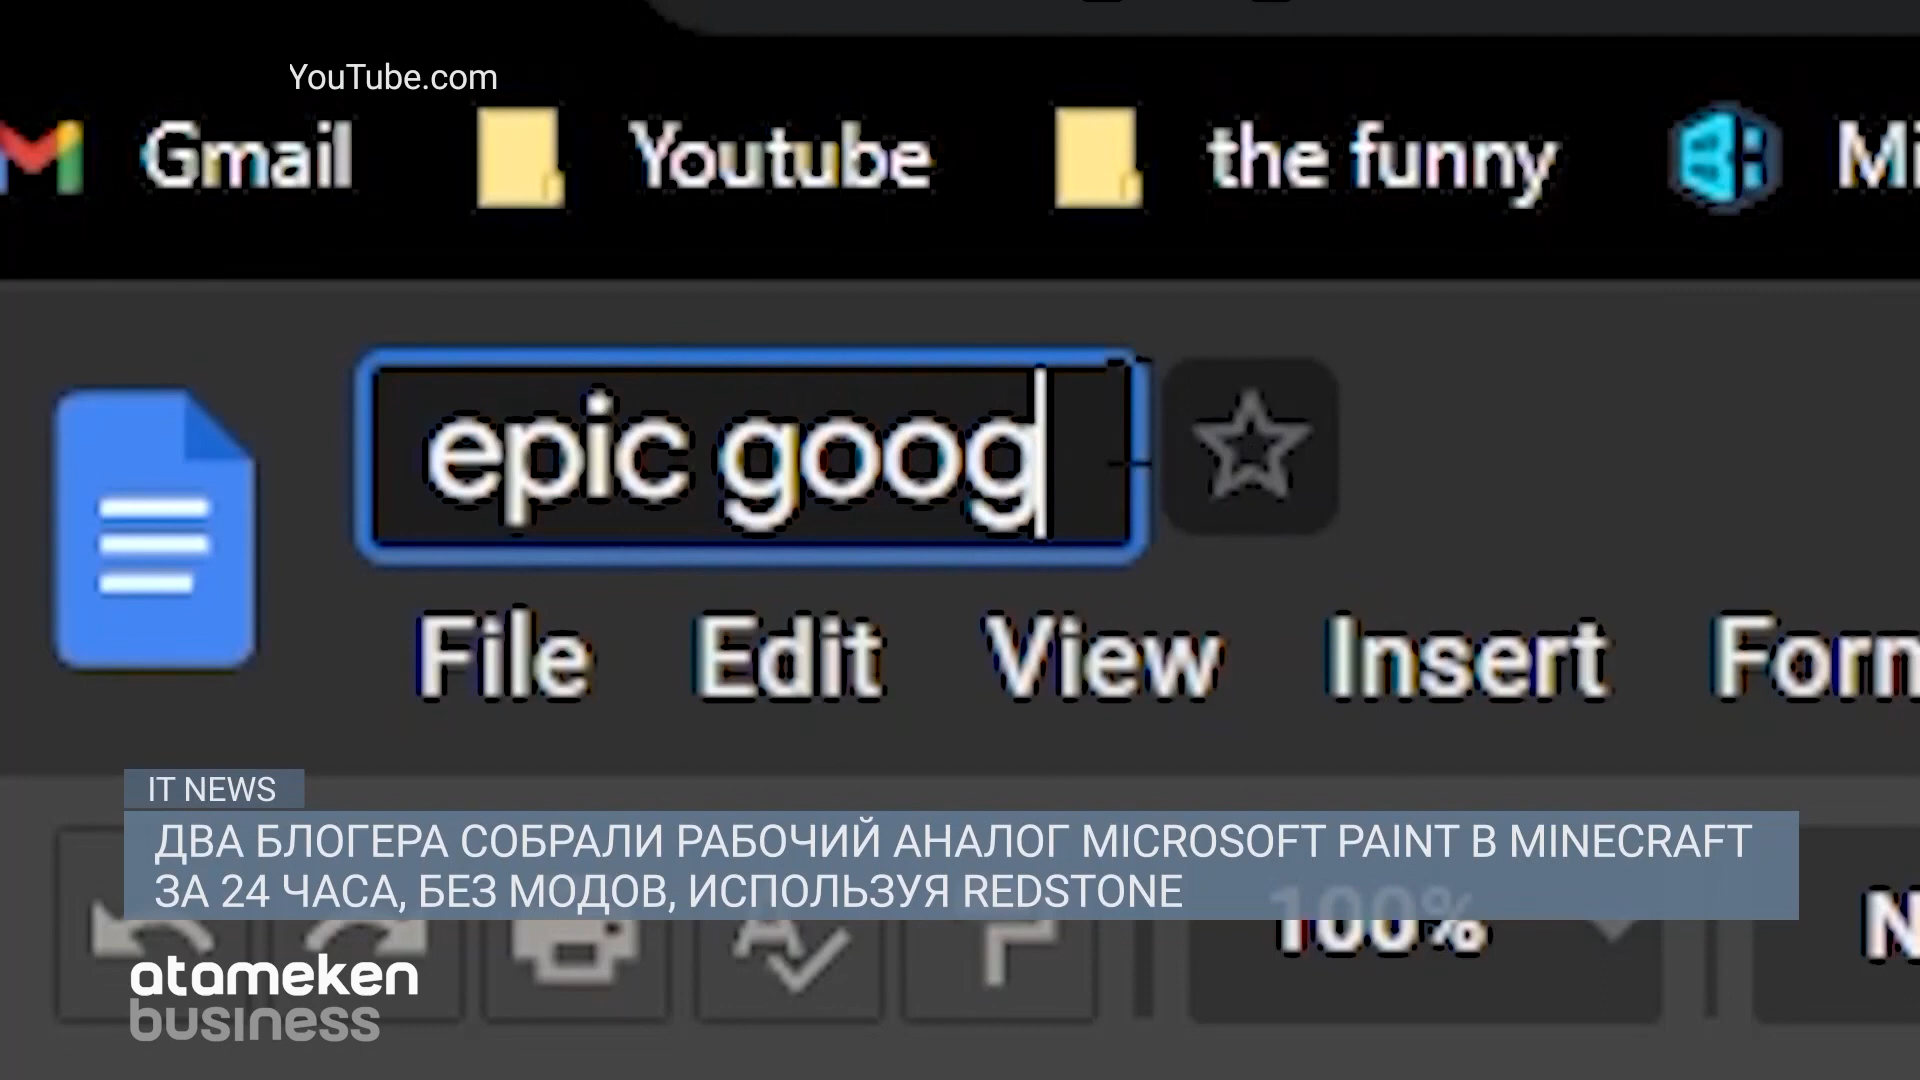 YouTube.com
Gmail Youtube the funny Mi
epic goog
File Edit View Insert Form
IT NEWS
ДВА БЛОГЕРА СОБРАЛИ РАБОЧИЙ АНАЛОГ MICROSOFT PAINT В MINECRAFT
ЗА 24 ЧАСА, БЕЗ МОДОВ, ИСПОЛЬЗУЯ REDSTONE
100% N
atameken
business